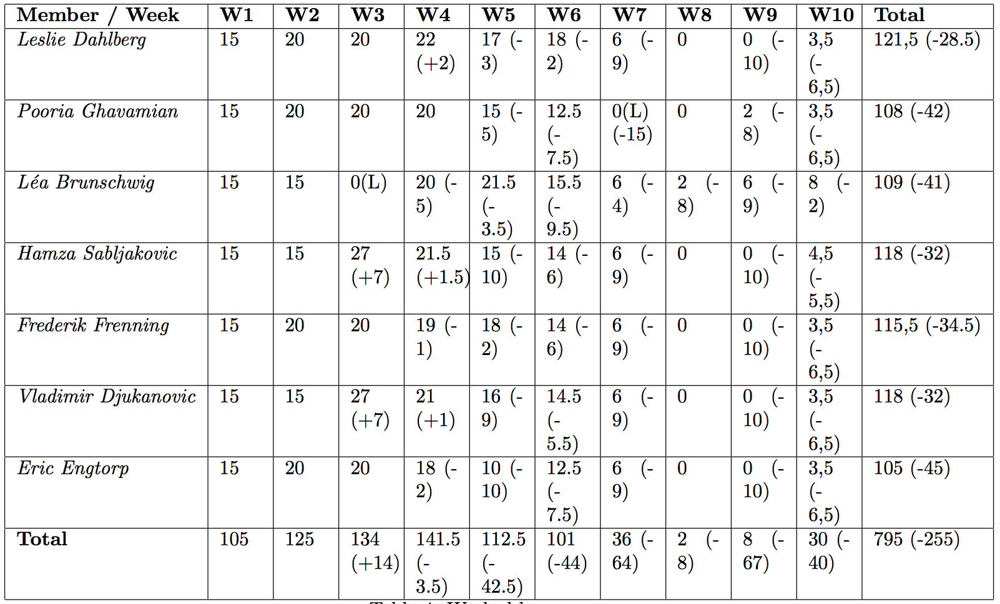 Member / Week W1 W2 W3 W4 W5 W6 W7 W8 W9 W10 Total
Leslie Dahlberg 15 20 20 22 17 (- 18 (- 6 (- 0 0 (- 3,5 121,5 (-28.5)
(+2) 3) 2) 9) 10) (-
6,5)
Pooria Ghavamian 15 20 20 20 15 (- 12.5 0(L) 0 2 (- 3,5 108 (-42)
5) (- (-15) 8) (-
7.5) 6,5)
Léa Brunschwig 15 15 0(L) 20 (- 21.5 15.5 6 (- 2 (- 6 (- 8 (- 109 (-41)
5) (- (- 4) 8) 9) 2)
3.5) 9.5)
Hamza Sabljakovic 15 15 27 21.5 15 (- 14 (- 6 (- 0 0 (- 4,5 118 (-32)
(+7) (+1.5) 10) 6) 9) 10) (-
5,5)
Frederik Frenning 15 20 20 19 (- 18 (- 14 (- 6 (- 0 0 (- 3,5 115,5 (-34.5)
1) 2) 6) 9) 10) (-
6,5)
Vladimir Djukanovic 15 15 27 21 16 (- 14.5 6 (- 0 0 (- 3,5 118 (-32)
(+7) (+1) 9) (- 9) 10) (-
5.5) 6,5)
Eric Engtorp 15 20 20 18 (- 10 (- 12.5 6 (- 0 0 (- 3,5 105 (-45)
2) 10) (- 9) 10) (-
7.5) 6,5)
Total 105 125 134 141.5 112.5 101 36 (- 2 (- 8 (- 30 (- 795 (-255)
(+14) (- (- (-44) 64) 8) 67) 40)
3.5) 42.5)